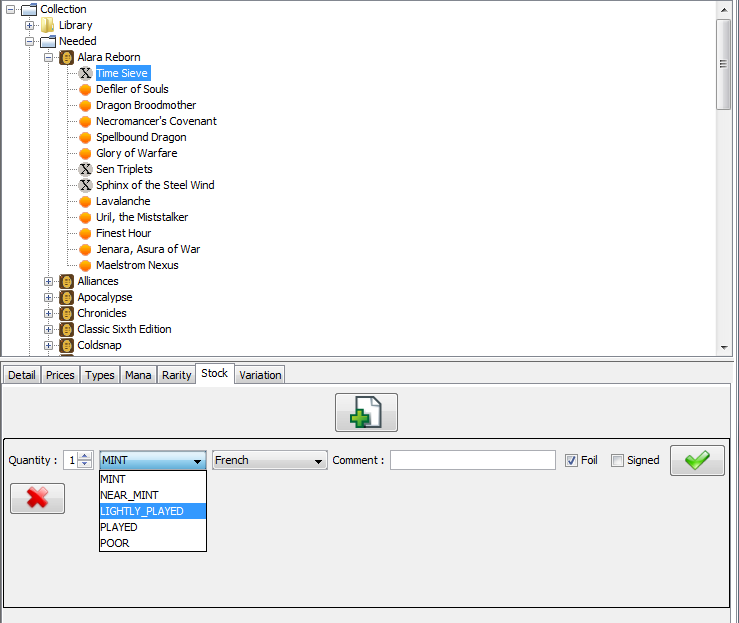 Collection
Library
Needed
Alara Reborn
X Time Sieve
Defiler of Souls
Dragon Broodmother
Necromancer's Covenant
Spellbound Dragon
Glory of Warfare
X Sen Triplets
X Sphinx of the Steel Wind
Lavalanche
Uril, the Miststalker
Finest Hour
Jenara, Asura of War
Maelstrom Nexus
Alliances
Apocalypse
Chronicles
Classic Sixth Edition
Coldsnap
Detail Prices Types Mana Rarity Stock Variation
Quantity : 1 MINT French Comment : Foil Signed
MINT
NEAR_MINT
LIGHTLY_PLAYED
PLAYED
POOR